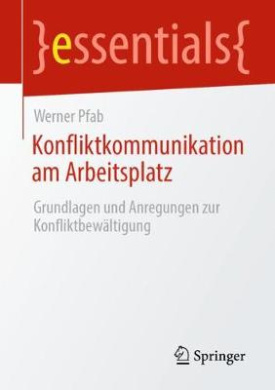 }essentials{
Werner Pfab
Konfliktkommunikation
am Arbeitsplatz
Grundlagen und Anregungen zur
Konfliktbewältigung
Springer